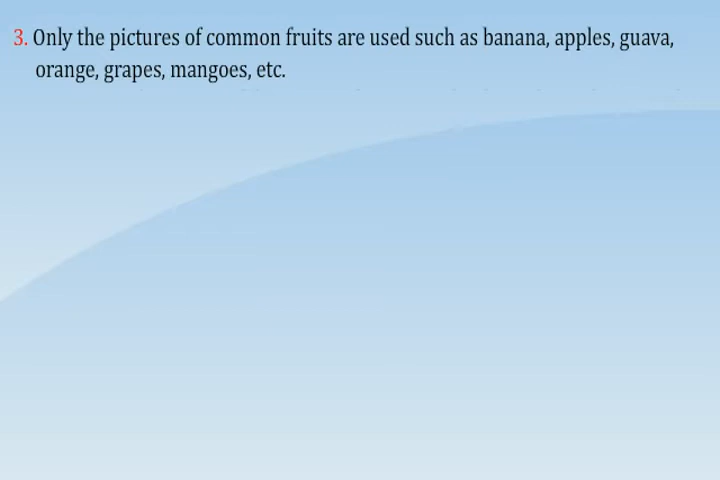 3. Only the pictures of common fruits are used such as banana, apples, guava,
orange, grapes, mangoes, etc.